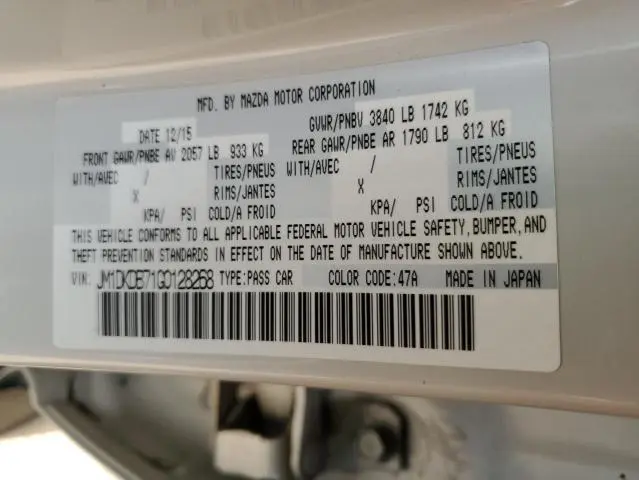 MFD. BY MAZDA MOTOR CORPORATION
DATE 12/15 GVWR/PNBV 3840 LB 1742 KG
FRONT GAWR/PNBE AV 2057 LB 933 KG REAR GAWR/PNBE AR 1790 LB 812 KG
WITH/AVEC / TIRES/PNEUS WITH/AVEC / TIRES/PNEUS
X RIMS/JANTES X RIMS/JANTES
KPA/ PSI COLD/A FROID KPA/ PSI COLD/A FROID
THIS VEHICLE CONFORMS TO ALL APPLICABLE FEDERAL MOTOR VEHICLE SAFETY, BUMPER, AND
THEFT PREVENTION STANDARDS IN EFFECT ON THE DATE OF MANUFACTURE SHOWN ABOVE.
VIN: JM1DKDB71G0128268 TYPE:PASS CAR COLOR CODE:47A MADE IN JAPAN